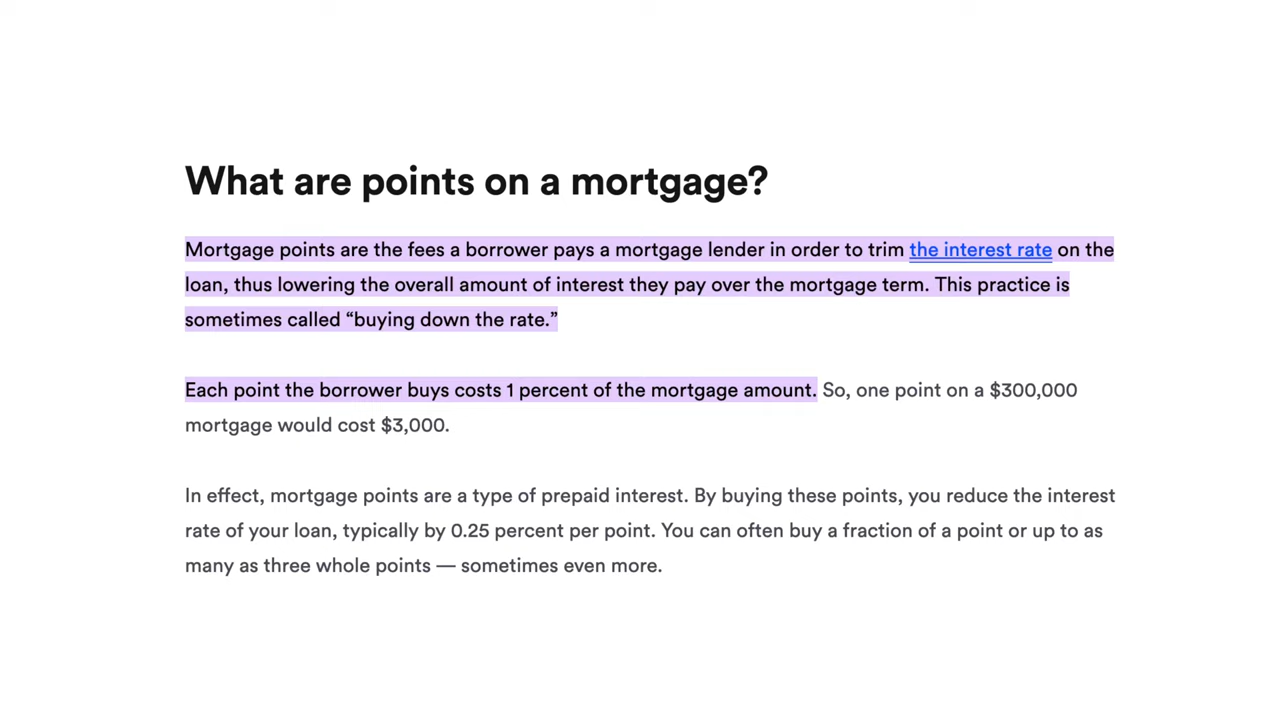 What are points on a mortgage?
Mortgage points are the fees a borrower pays a mortgage lender in order to trim the interest rate on the
loan, thus lowering the overall amount of interest they pay over the mortgage term. This practice is
sometimes called “buying down the rate.”
Each point the borrower buys costs 1 percent of the mortgage amount. So, one point on a $300,000
mortgage would cost $3,000.
In effect, mortgage points are a type of prepaid interest. By buying these points, you reduce the interest
rate of your loan, typically by 0.25 percent per point. You can often buy a fraction of a point or up to as
many as three whole points — sometimes even more.